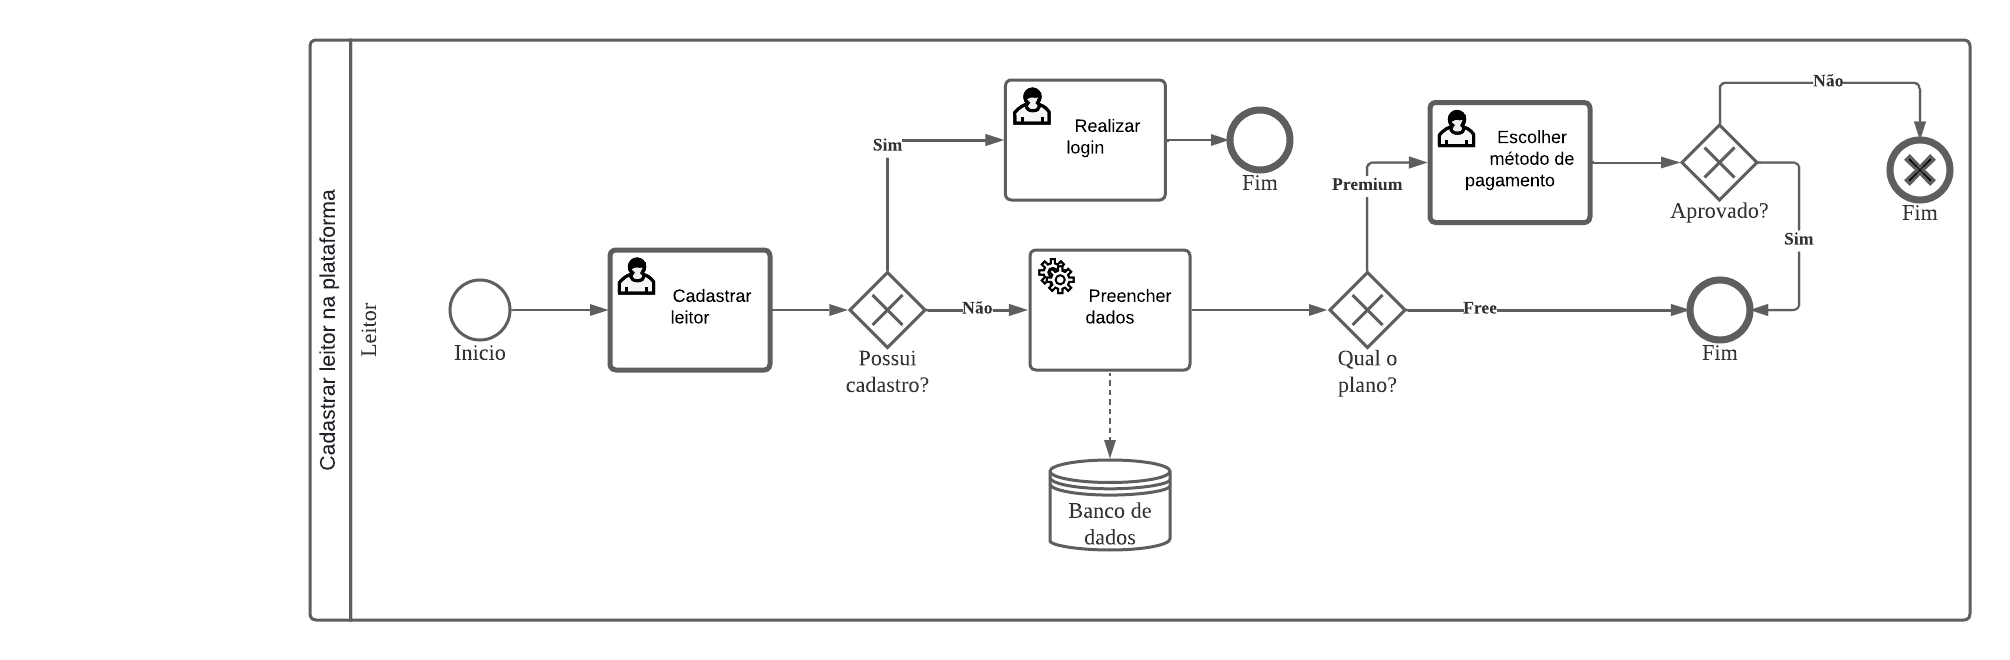 Cadastrar leitor na plataforma
Leitor
Inicio
Cadastrar
leitor
Possui
cadastro?
Sim
Realizar
login
Fim
Não
Preencher
dados
Banco de
dados
Qual o
plano?
Premium
Escolher
método de
pagamento
Aprovado?
Não
Fim
Sim
Free
Fim